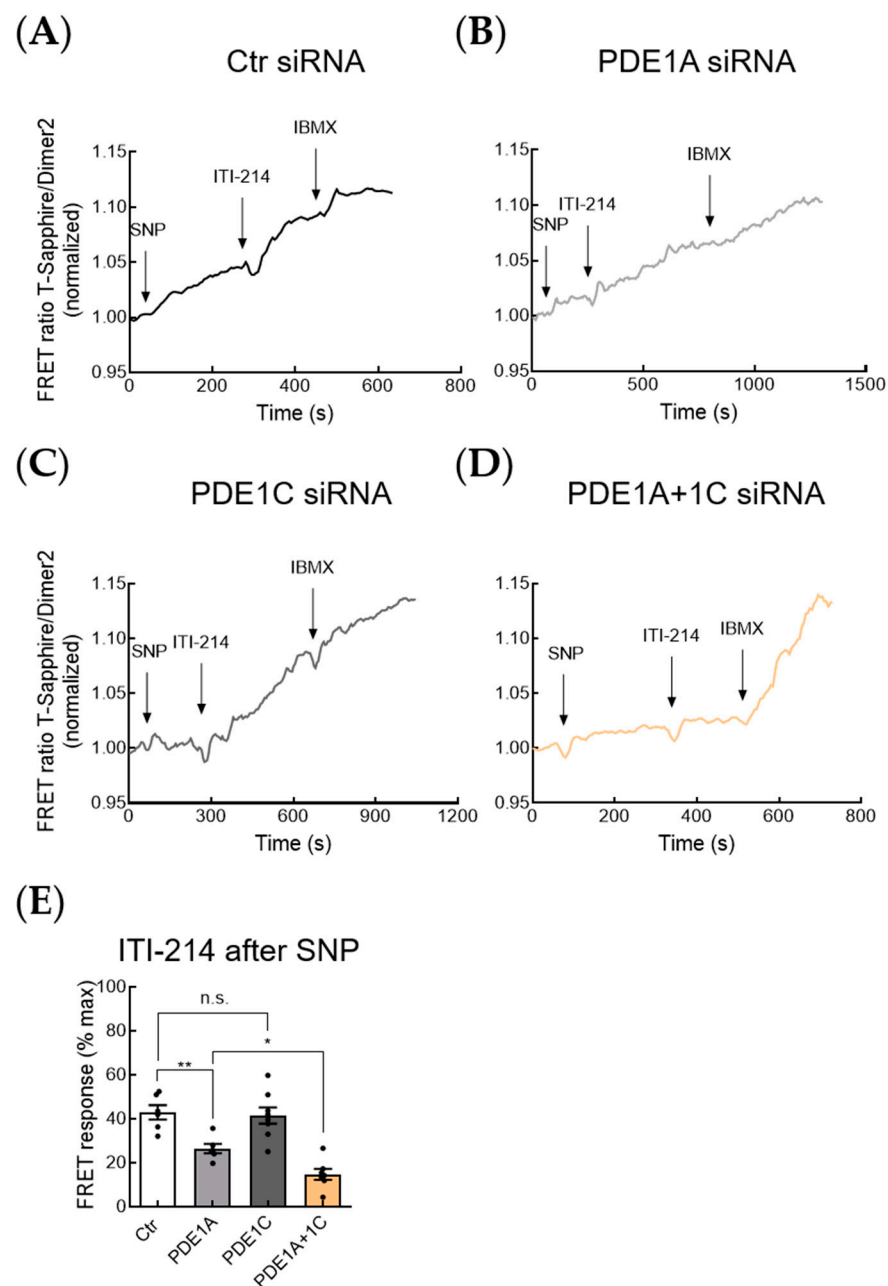 (A)
Ctr siRNA
FRET ratio T-Sapphire/Dimer2
(normalized)
1.15
1.10
1.05
1.00
0.95
SNP
ITI-214
IBMX
0 200 400 600 800
Time (s)
(B)
PDE1A siRNA
1.15
1.10
1.05
1.00
0.95
SNP
ITI-214
IBMX
0 500 1000 1500
Time (s)
(C)
PDE1C siRNA
FRET ratio T-Sapphire/Dimer2
(normalized)
1.15
1.10
1.05
1.00
0.95
SNP
ITI-214
IBMX
0 300 600 900 1200
Time (s)
(D)
PDE1A+1C siRNA
1.15
1.10
1.05
1.00
0.95
SNP
ITI-214
IBMX
0 200 400 600 800
Time (s)
(E)
ITI-214 after SNP
FRET response (% max)
100
80
60
40
20
0
n.s.
**
*
Ctr
PDE1A
PDE1C
PDE1A+1C